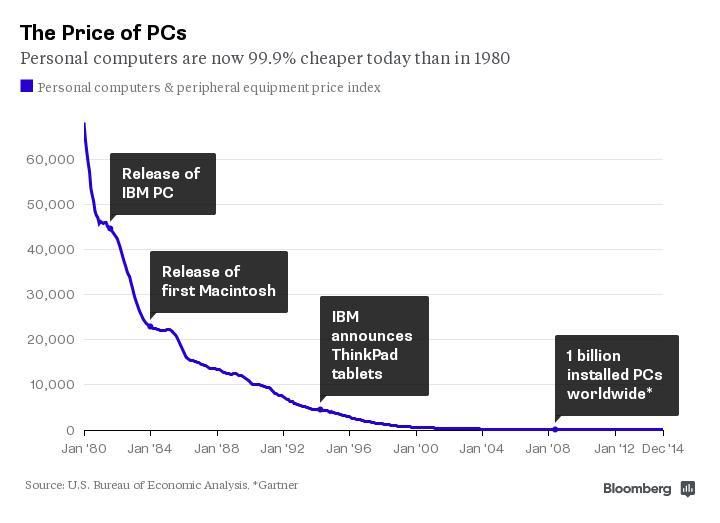 The Price of PCs
Personal computers are now 99.9% cheaper today than in 1980
Personal computers & peripheral equipment price index
60,000
50,000
40,000
30,000
20,000
10,000
0
Release of
IBM PC
Release of
first Macintosh
IBM
announces
ThinkPad
tablets
1 billion
installed PCs
worldwide*
Jan '80 Jan '84 Jan '88 Jan '92 Jan '96 Jan '00 Jan '04 Jan '08 Jan '12 Dec '14
Source: U.S. Bureau of Economic Analysis, *Gartner
Bloomberg